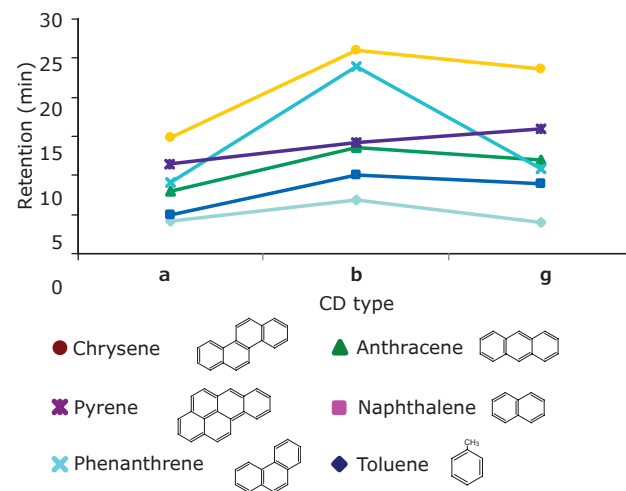 30
25
20
15
10
5
0
Retention (min)
a b g
CD type
Chrysene Anthracene
Pyrene Naphthalene
CH3
Phenanthrene Toluene